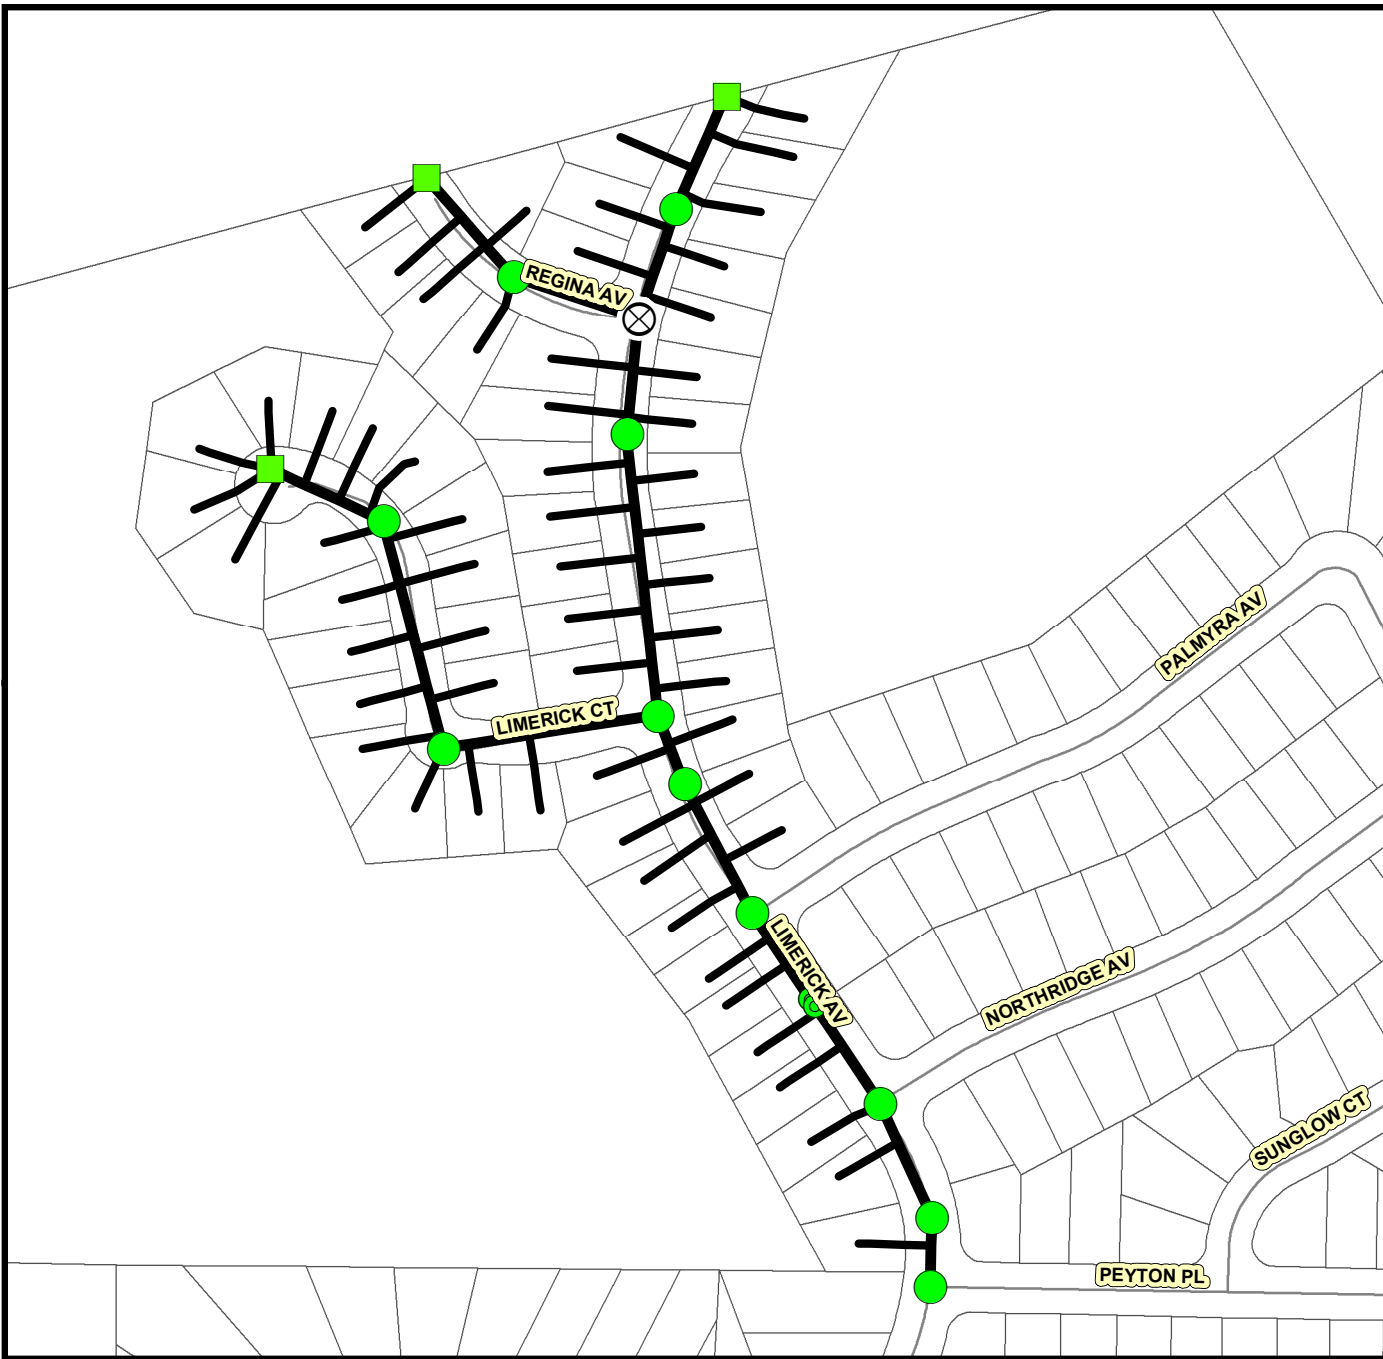 REGINA AV
PALMYRA AV
LIMERICK CT
LIMERICK AV
NORTHRIDGE AV
SUNGLOW CT
PEYTON PL